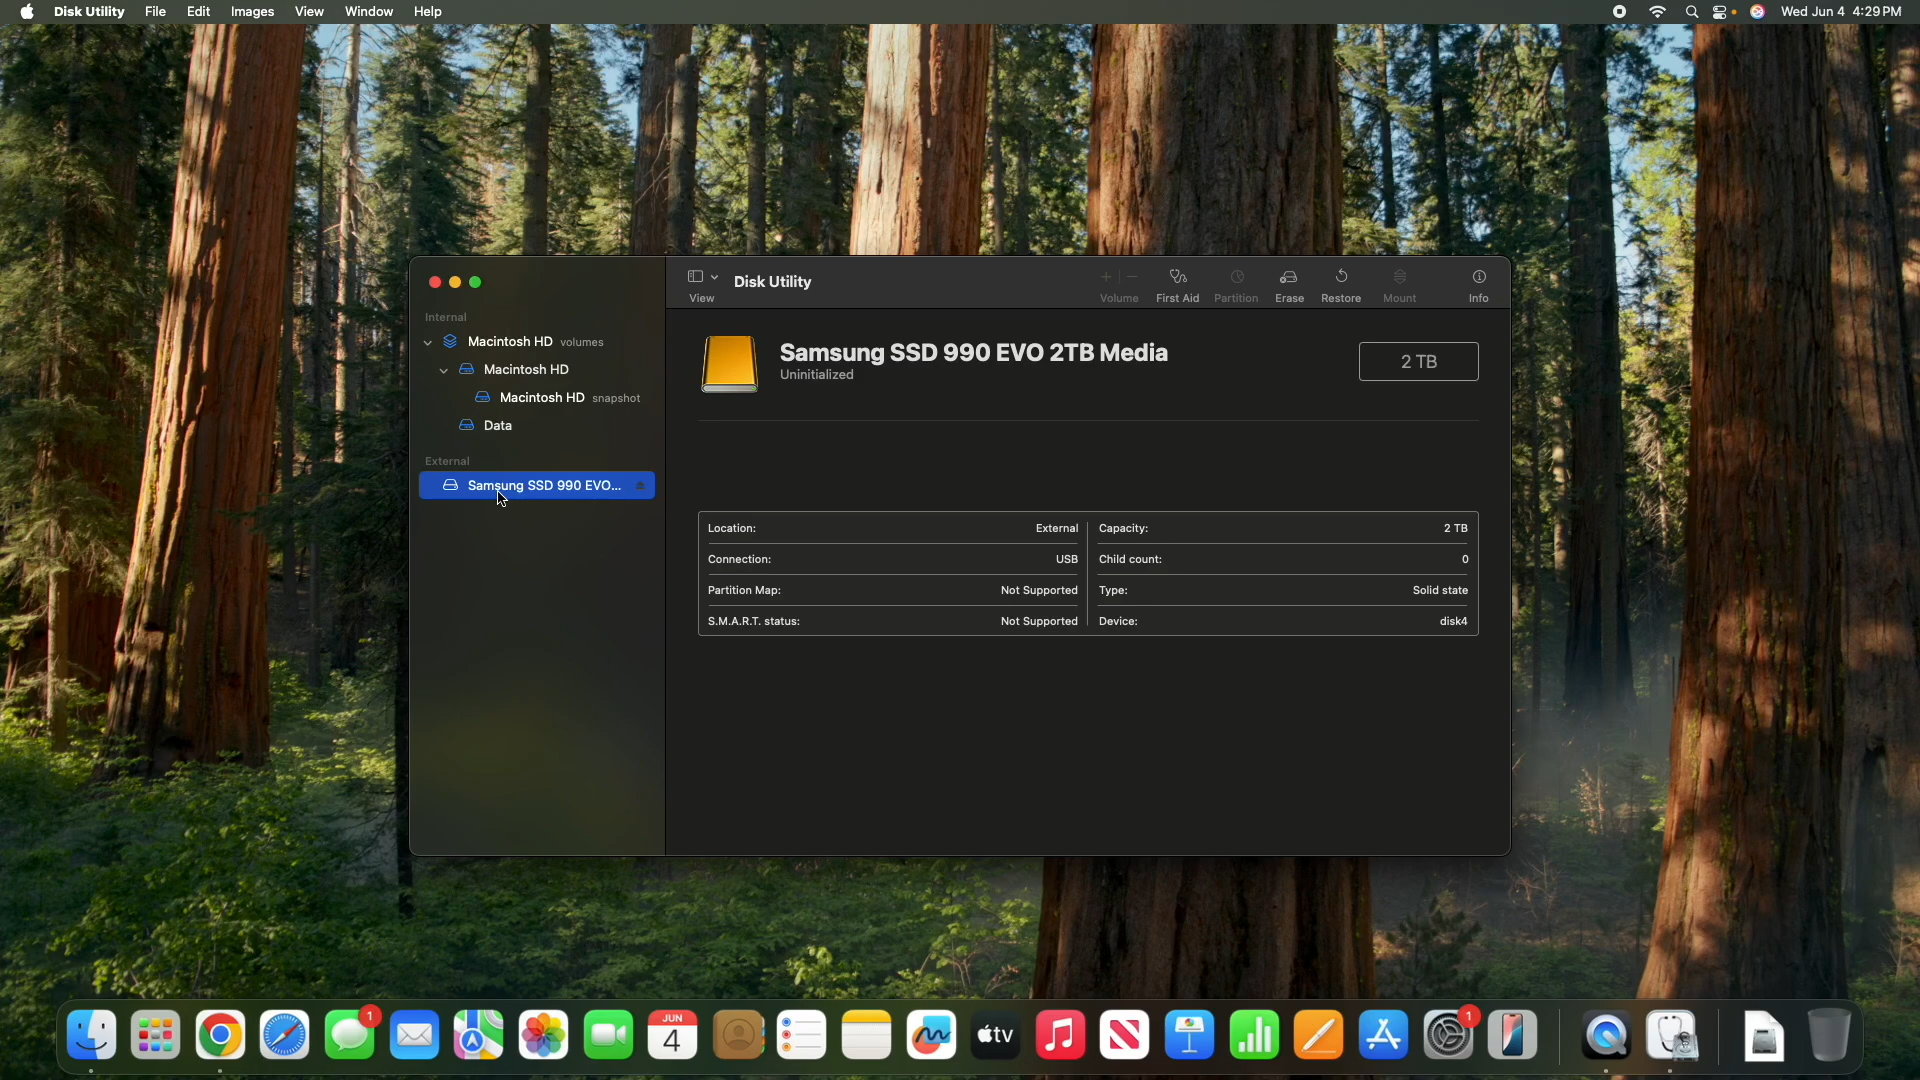 Disk Utility File Edit Images View Window Help
Wed Jun 4 4:29 PM
Disk Utility
View
Volume First Aid Partition Erase Restore Mount Info
Internal
Macintosh HD volumes
Macintosh HD
Macintosh HD snapshot
Data
External
Samsung SSD 990 EVO...
Samsung SSD 990 EVO 2TB Media
Uninitialized
2 TB
Location: External
Capacity: 2 TB
Connection: USB
Child count: 0
Partition Map: Not Supported
Type: Solid state
S.M.A.R.T. status: Not Supported
Device: disk4
1
JUN
4
tv
1